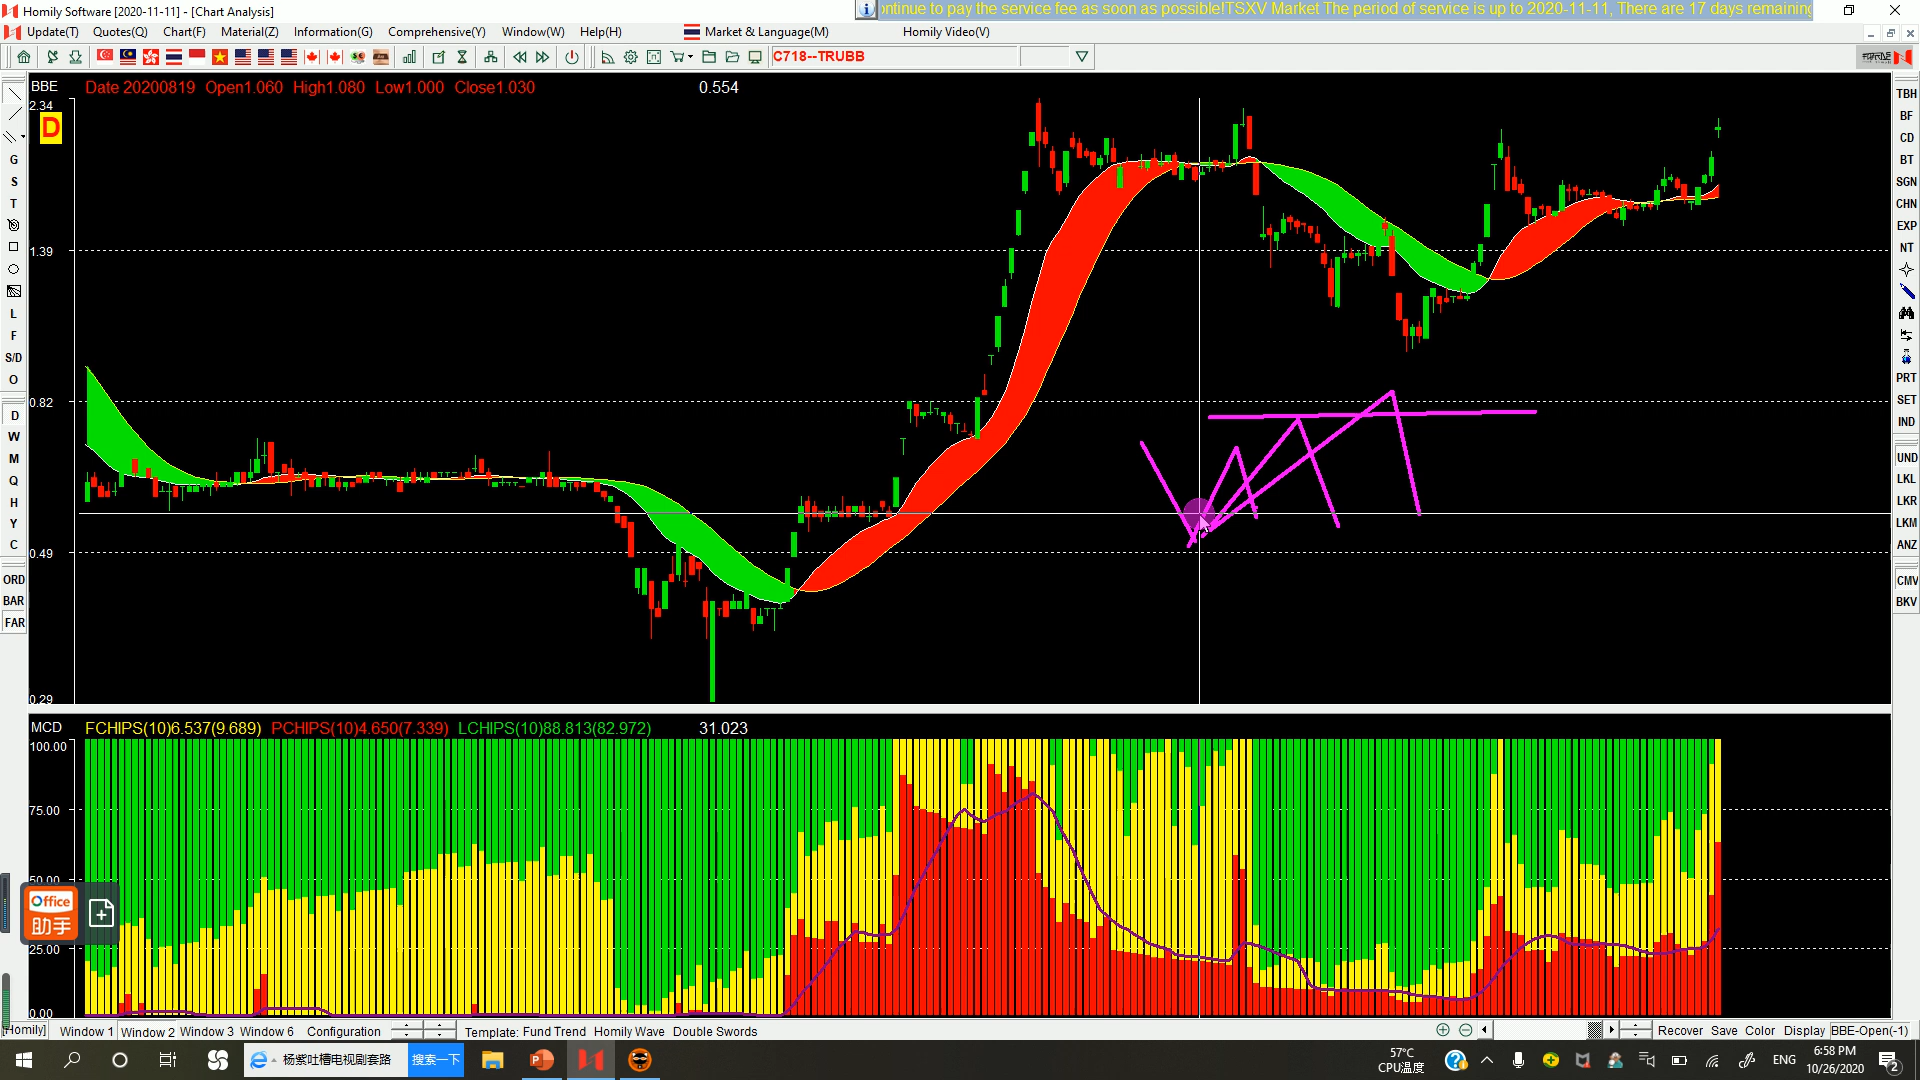 Homily Software [2020-11-11] - [Chart Analysis]
ontinue to pay the service fee as soon as possible!TSXV Market The period of service is up to 2020-11-11, There are 17 days remaining
Update(T) Quotes(Q) Chart(F) Material(Z) Information(G) Comprehensive(Y) Window(W) Help(H) Market & Language(M) Homily Video(V)
C718--TRUBB
BBE Date 20200819 Open1.060 High1.080 Low1.000 Close1.030 0.554
2.34
D
1.39
0.82
0.49
0.29
G
S
T
L
F
S/D
O
D
W
M
Q
H
Y
C
ORD
BAR
FAR
TBH
BF
CD
BT
SGN
CHN
EXP
NT
PRT
SET
IND
UND
LKL
LKR
LKM
ANZ
CMV
BKV
MCD FCHIPS(10)6.537(9.689) PCHIPS(10)4.650(7.339) LCHIPS(10)88.813(82.972) 31.023
100.00
75.00
50.00
25.00
0.00
Office
助手
[Homily] Window 1 Window 2 Window 3 Window 6 Configuration Template: Fund Trend Homily Wave Double Swords Recover Save Color Display BBE-Open(-1)
杨紫吐槽电视剧套路 搜索一下
57°C
CPU温度
ENG
6:58 PM
10/26/2020
2